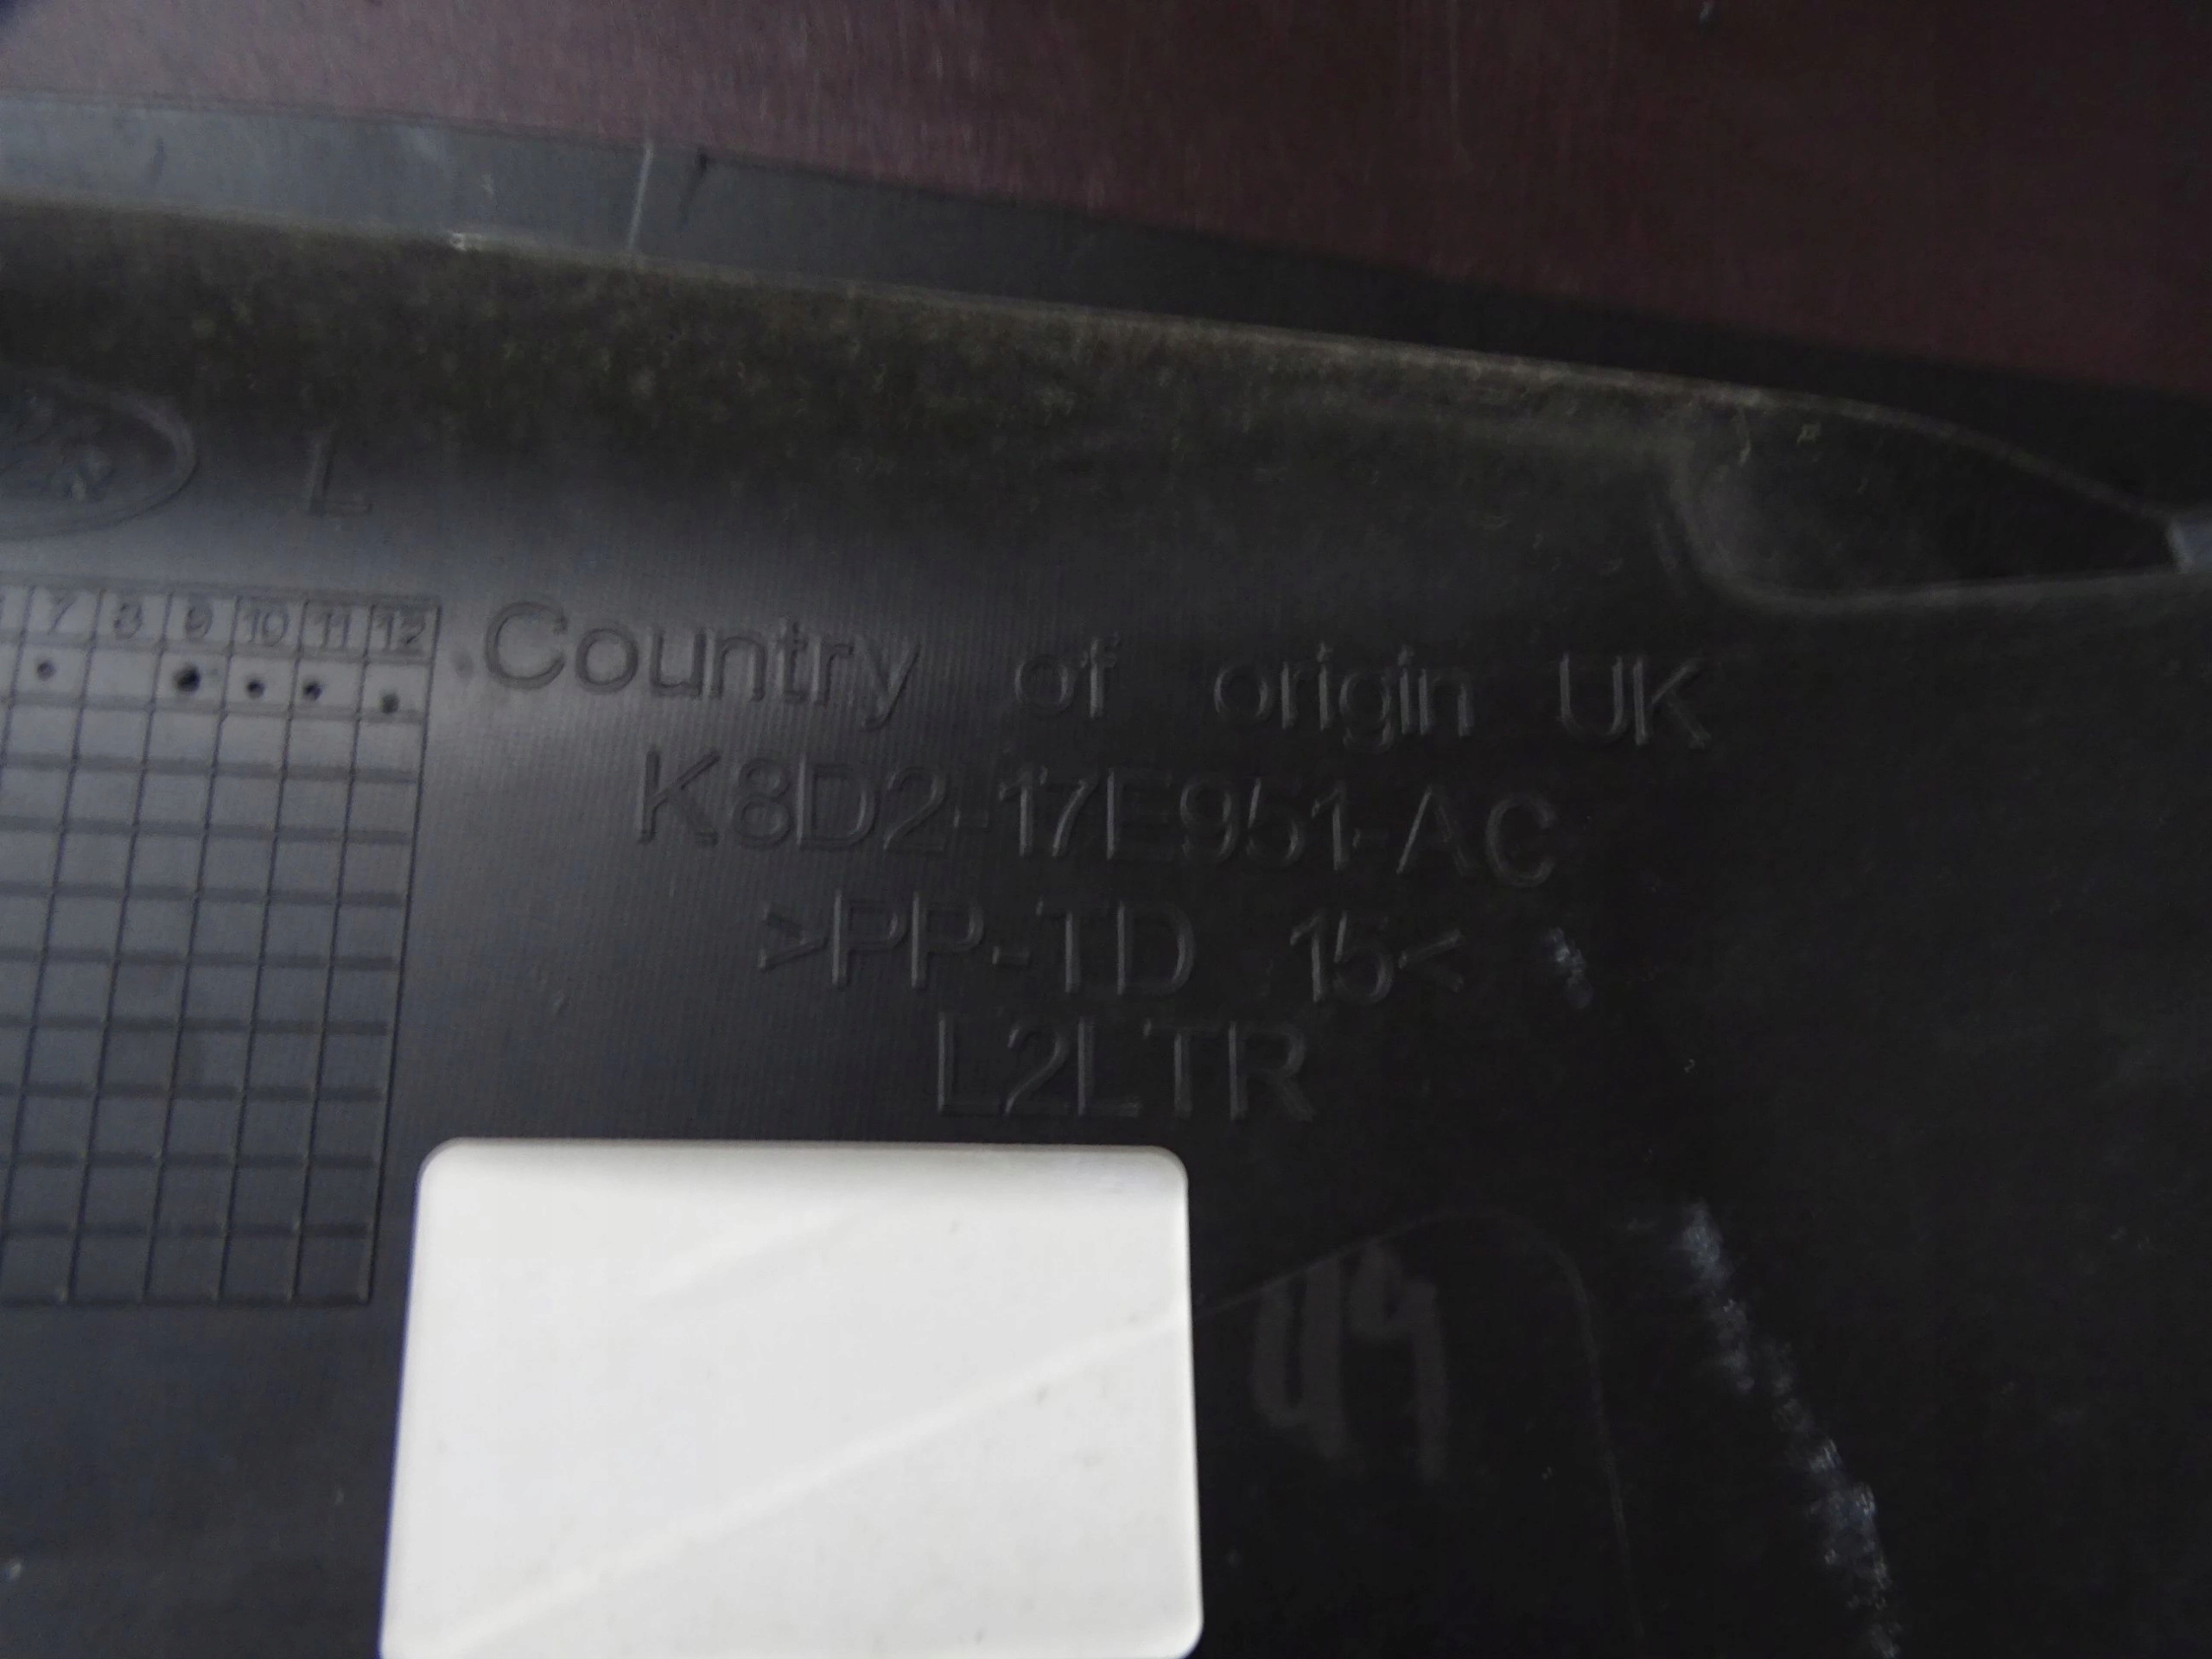 L
7 8 9 10 11 12
Country of origin UK
K8D2-17E951-AC
>PP-TD 15<
L2LTR